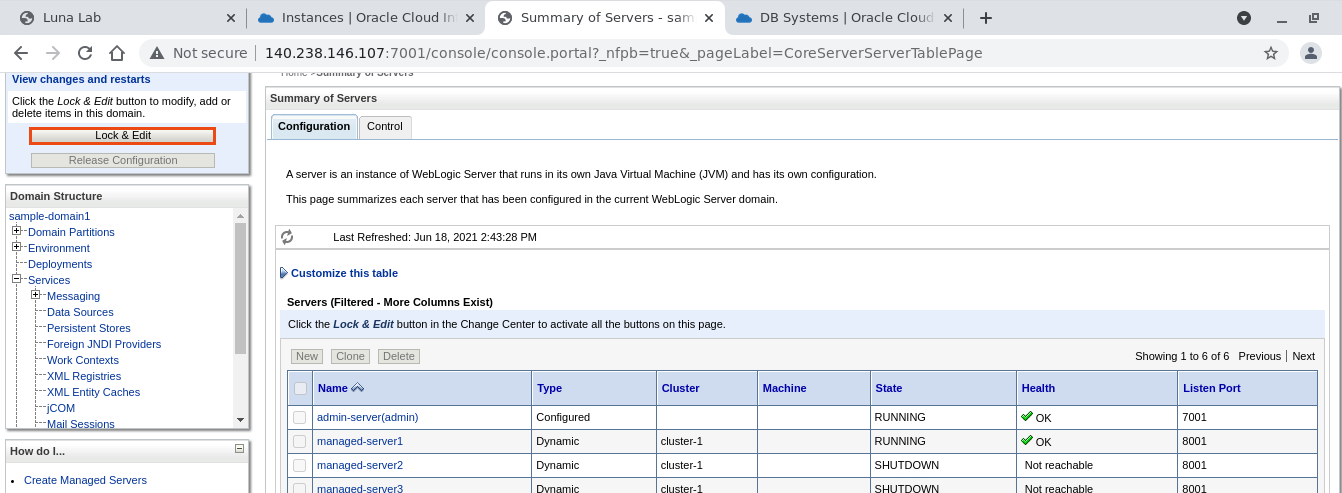 Luna Lab
Instances | Oracle Cloud In
Summary of Servers - sam
DB Systems | Oracle Cloud
Not secure 140.238.146.107:7001/console/console.portal?_nfpb=true&_pageLabel=CoreServerServerTablePage
View changes and restarts
Click the Lock & Edit button to modify, add or
delete items in this domain.
Lock & Edit
Release Configuration
Domain Structure
sample-domain1
Domain Partitions
Environment
Deployments
Services
Messaging
Data Sources
Persistent Stores
Foreign JNDI Providers
Work Contexts
XML Registries
XML Entity Caches
jCOM
Mail Sessions
How do I...
Create Managed Servers
Home >Summary of Servers
Summary of Servers
Configuration Control
A server is an instance of WebLogic Server that runs in its own Java Virtual Machine (JVM) and has its own configuration.
This page summarizes each server that has been configured in the current WebLogic Server domain.
Last Refreshed: Jun 18, 2021 2:43:28 PM
Customize this table
Servers (Filtered - More Columns Exist)
Click the Lock & Edit button in the Change Center to activate all the buttons on this page.
New Clone Delete Showing 1 to 6 of 6 Previous | Next
Name Type Cluster Machine State Health Listen Port
admin-server(admin) Configured RUNNING OK 7001
managed-server1 Dynamic cluster-1 RUNNING OK 8001
managed-server2 Dynamic cluster-1 SHUTDOWN Not reachable 8001
managed-server3 Dynamic cluster-1 SHUTDOWN Not reachable 8001